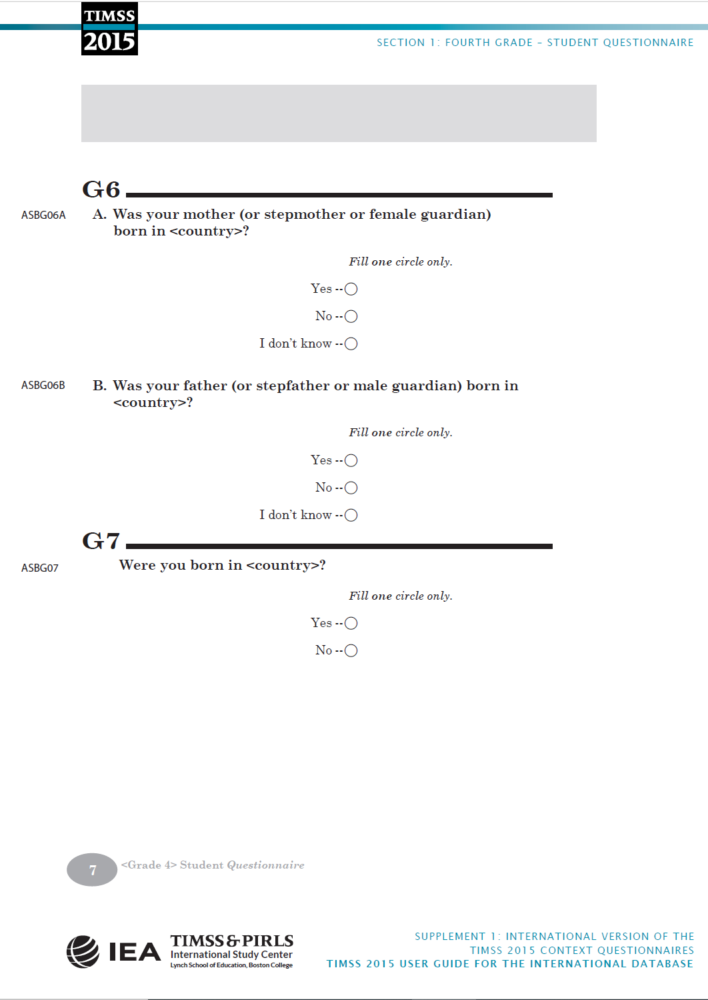 TIMSS
2015
SECTION 1: FOURTH GRADE – STUDENT QUESTIONNAIRE
G6
ASBG06A
A. Was your mother (or stepmother or female guardian)
born in <country>?
Fill one circle only.
Yes --
No --
I don't know --
ASBG06B
B. Was your father (or stepfather or male guardian) born in
<country>?
Fill one circle only.
Yes --
No --
I don't know --
G7
ASBG07
Were you born in <country>?
Fill one circle only.
Yes --
No --
7
<Grade 4> Student Questionnaire
IEA
TIMSS & PIRLS
International Study Center
Lynch School of Education, Boston College
SUPPLEMENT 1: INTERNATIONAL VERSION OF THE
TIMSS 2015 CONTEXT QUESTIONNAIRES
TIMSS 2015 USER GUIDE FOR THE INTERNATIONAL DATABASE